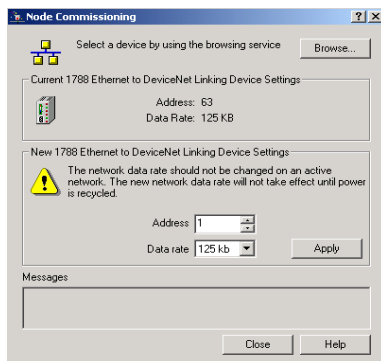 Node Commissioning
Select a device by using the browsing service
Browse...
Current 1788 Ethernet to DeviceNet Linking Device Settings
Address: 63
Data Rate: 125 KB
New 1788 Ethernet to DeviceNet Linking Device Settings
The network data rate should not be changed on an active
network. The new network data rate will not take effect until power
is recycled.
Address 1
Data rate 125 kb
Apply
Messages
Close
Help